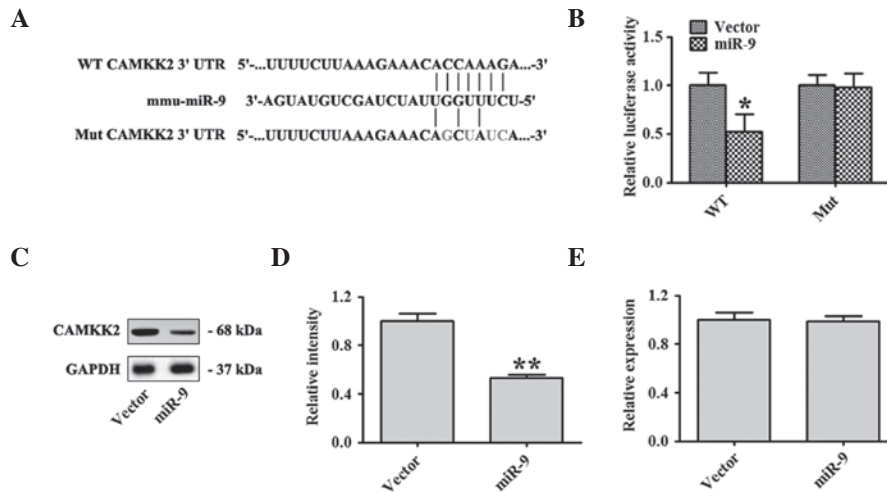 A
WT CAMKK2 3' UTR 5'-...UUUUCUUAAAGAAACACCAAAGA...-3'
mmu-miR-9 3'-AGUAUGUCGAUCUAUUGGUUUCU-5'
Mut CAMKK2 3' UTR 5'-...UUUUCUUAAAGAAACAGCUAUCA...-3'
B
Vector
miR-9
Relative luciferase activity
1.5
1.0
0.5
0.0
*
WT
Mut
C
CAMKK2
- 68 kDa
GAPDH
- 37 kDa
Vector
miR-9
D
Relative intensity
1.2
0.8
0.4
0.0
**
Vector
miR-9
E
Relative expression
1.2
0.8
0.4
0.0
Vector
miR-9